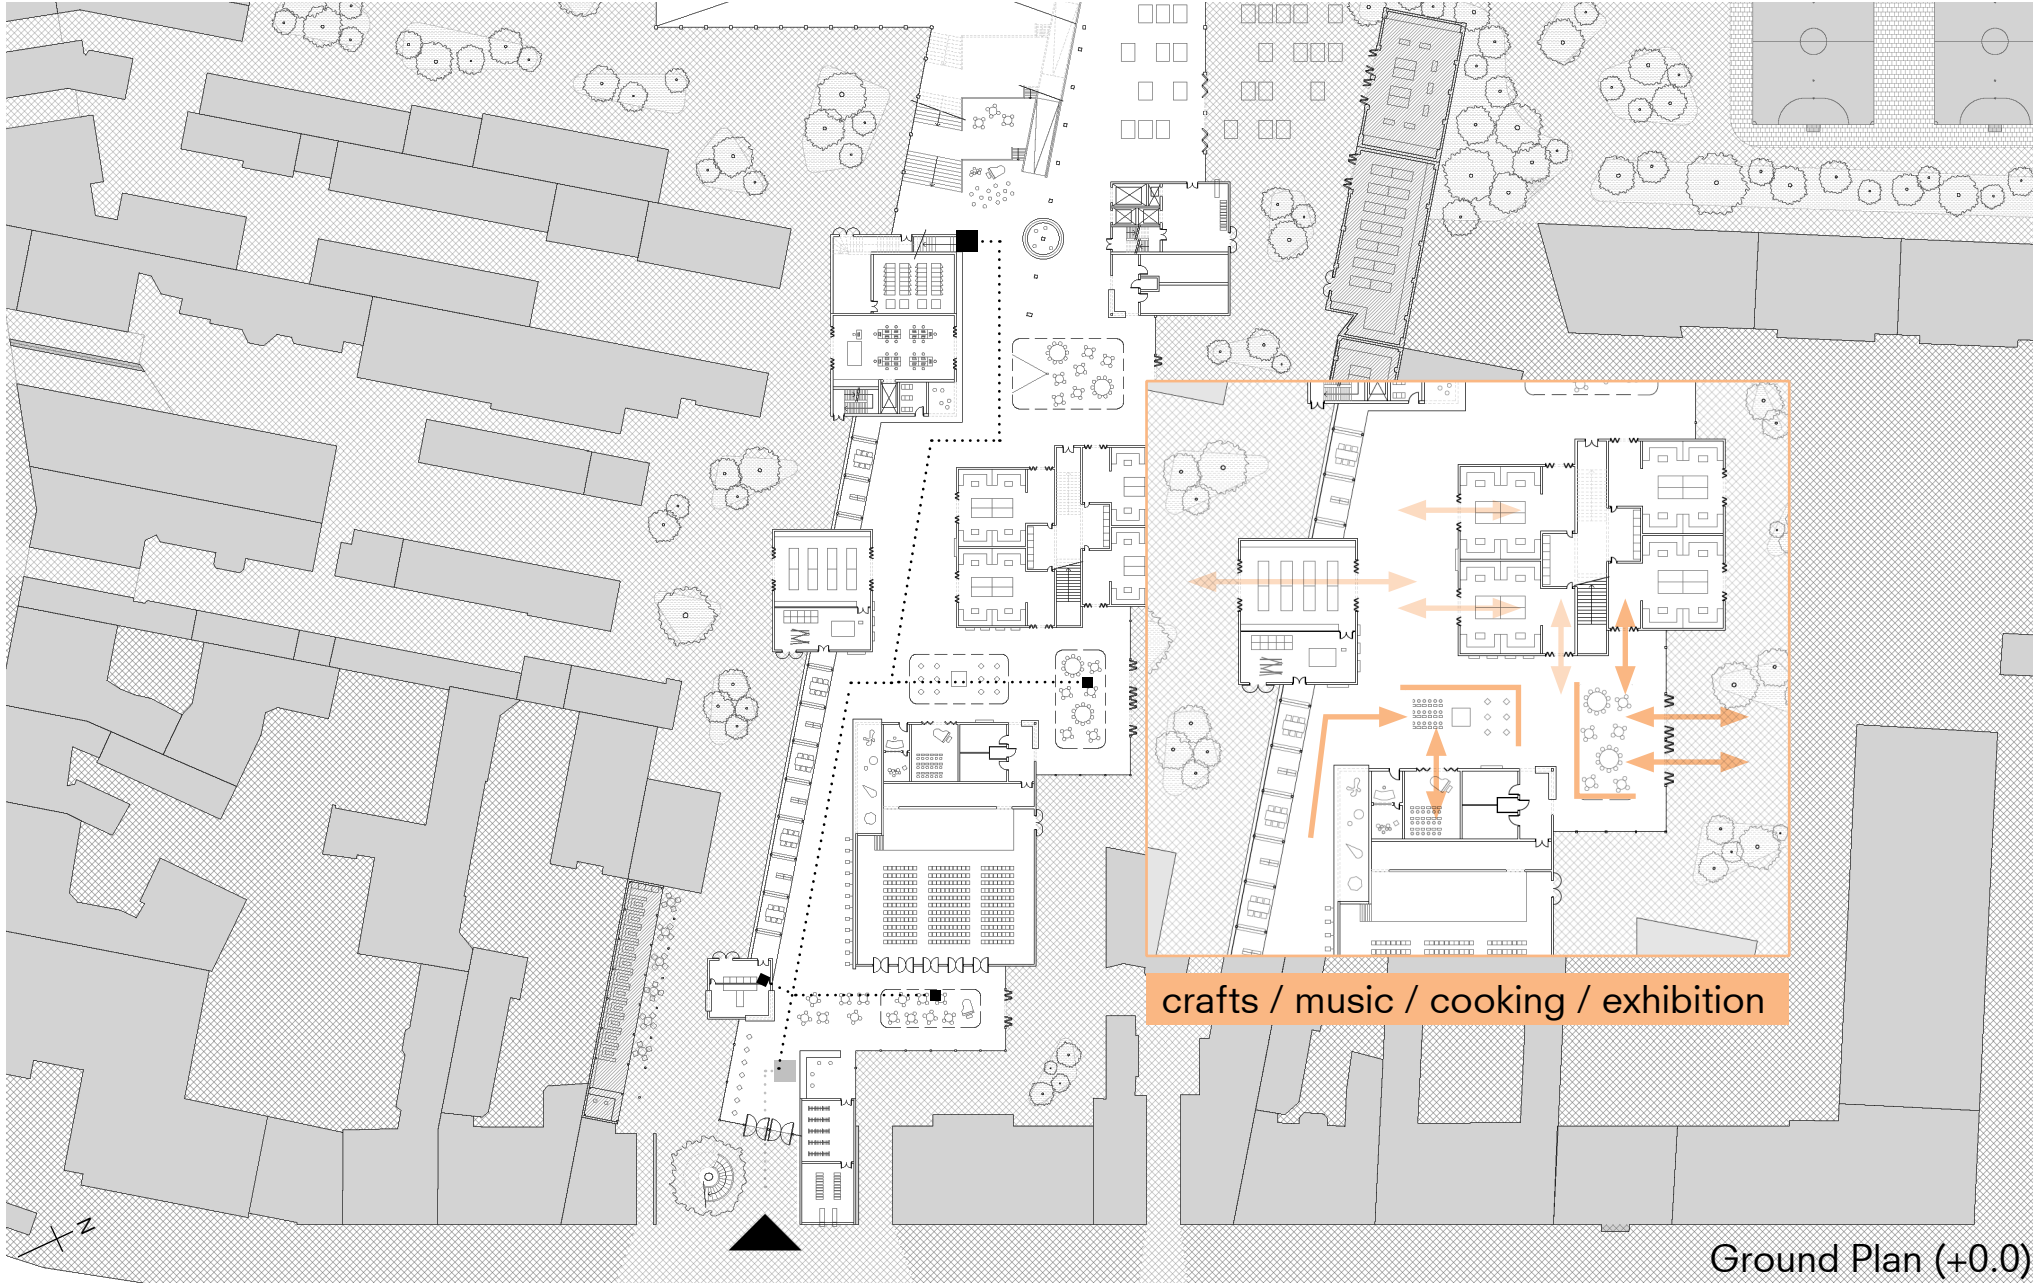 crafts / music / cooking / exhibition
N
Ground Plan (+0.0)